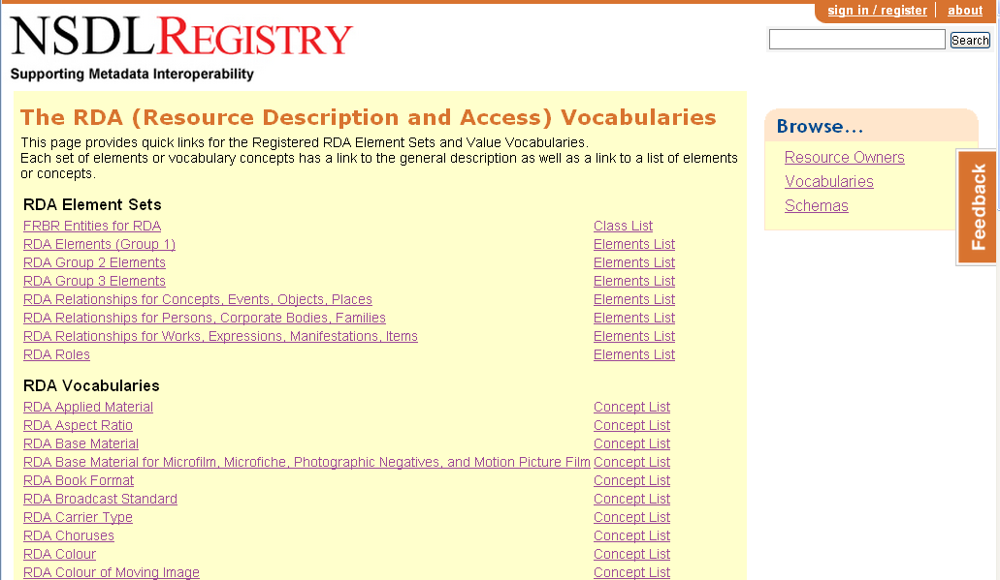 sign in / register | about
NSDLREGISTRY
Supporting Metadata Interoperability
Search
The RDA (Resource Description and Access) Vocabularies
This page provides quick links for the Registered RDA Element Sets and Value Vocabularies.
Each set of elements or vocabulary concepts has a link to the general description as well as a link to a list of elements
or concepts.
Browse...
Resource Owners
Vocabularies
Schemas
Feedback
RDA Element Sets
FRBR Entities for RDA Class List
RDA Elements (Group 1) Elements List
RDA Group 2 Elements Elements List
RDA Group 3 Elements Elements List
RDA Relationships for Concepts, Events, Objects, Places Elements List
RDA Relationships for Persons, Corporate Bodies, Families Elements List
RDA Relationships for Works, Expressions, Manifestations, Items Elements List
RDA Roles Elements List
RDA Vocabularies
RDA Applied Material Concept List
RDA Aspect Ratio Concept List
RDA Base Material Concept List
RDA Base Material for Microfilm, Microfiche, Photographic Negatives, and Motion Picture Film Concept List
RDA Book Format Concept List
RDA Broadcast Standard Concept List
RDA Carrier Type Concept List
RDA Choruses Concept List
RDA Colour Concept List
RDA Colour of Moving Image Concept List